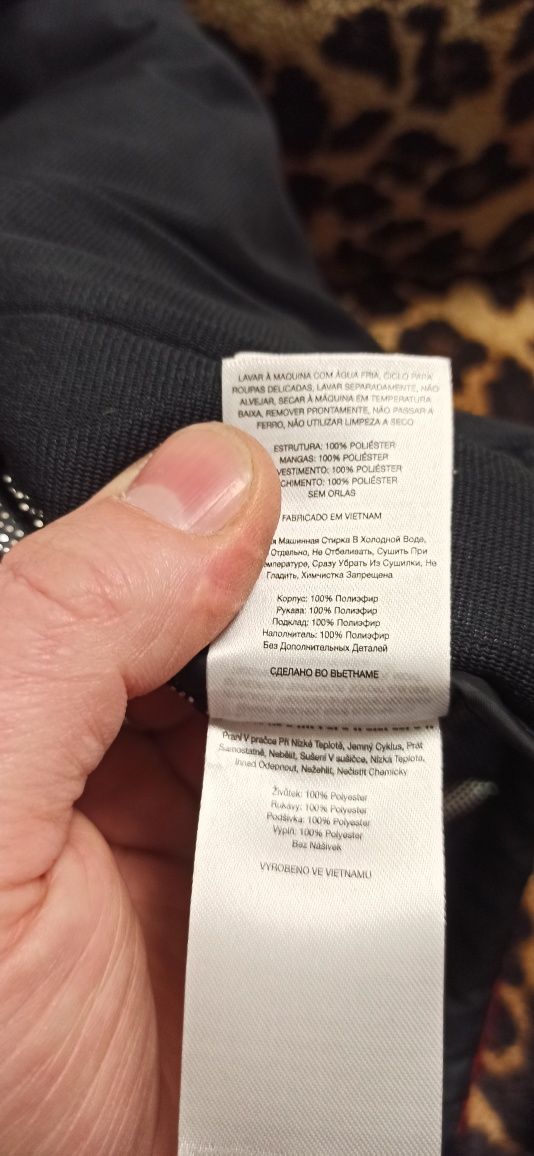 LAVAR À MAQUINA COM ÁGUA FRIA, CICLO PARA
ROUPAS DELICADAS, LAVAR SEPARADAMENTE, NÃO
ALVEJAR, SECAR À MÁQUINA EM TEMPERATURA
BAIXA, REMOVER PRONTAMENTE, NÃO PASSAR A
FERRO, NÃO UTILIZAR LIMPEZA A SECO
ESTRUTURA: 100% POLIÉSTER
MANGAS: 100% POLIÉSTER
VESTIMENTO: 100% POLIÉSTER
CHIMENTO: 100% POLIÉSTER
SEM ORLAS
FABRICADO EM VIETNAM
Машинная Стирка В Холодной Воде,
Отдельно, Не Отбеливать, Сушить При
мпературе, Сразу Убрать Из Сушилки, Не
Гладить, Химчистка Запрещена
Корпус: 100% Полиэфир
Рукава: 100% Полиэфир
Подклад: 100% Полиэфир
Наполнитель: 100% Полиэфир
Без Дополнительных Деталей
СДЕЛАНО ВО ВЬЕТНАМЕ
Praní V pračce Při Nízké Teplotě, Jemný Cyklus, Prát
Samostatně, Nebělit, Sušení V sušičce, Nízká Teplota,
Ihned Odepnout, Nežehlit, Nečistit Chemicky
Živůtek: 100% Polyester
Rukávy: 100% Polyester
Podšívka: 100% Polyester
Výplň: 100% Polyester
Bez Nášivek
VYROBENO VE VIETNAMU